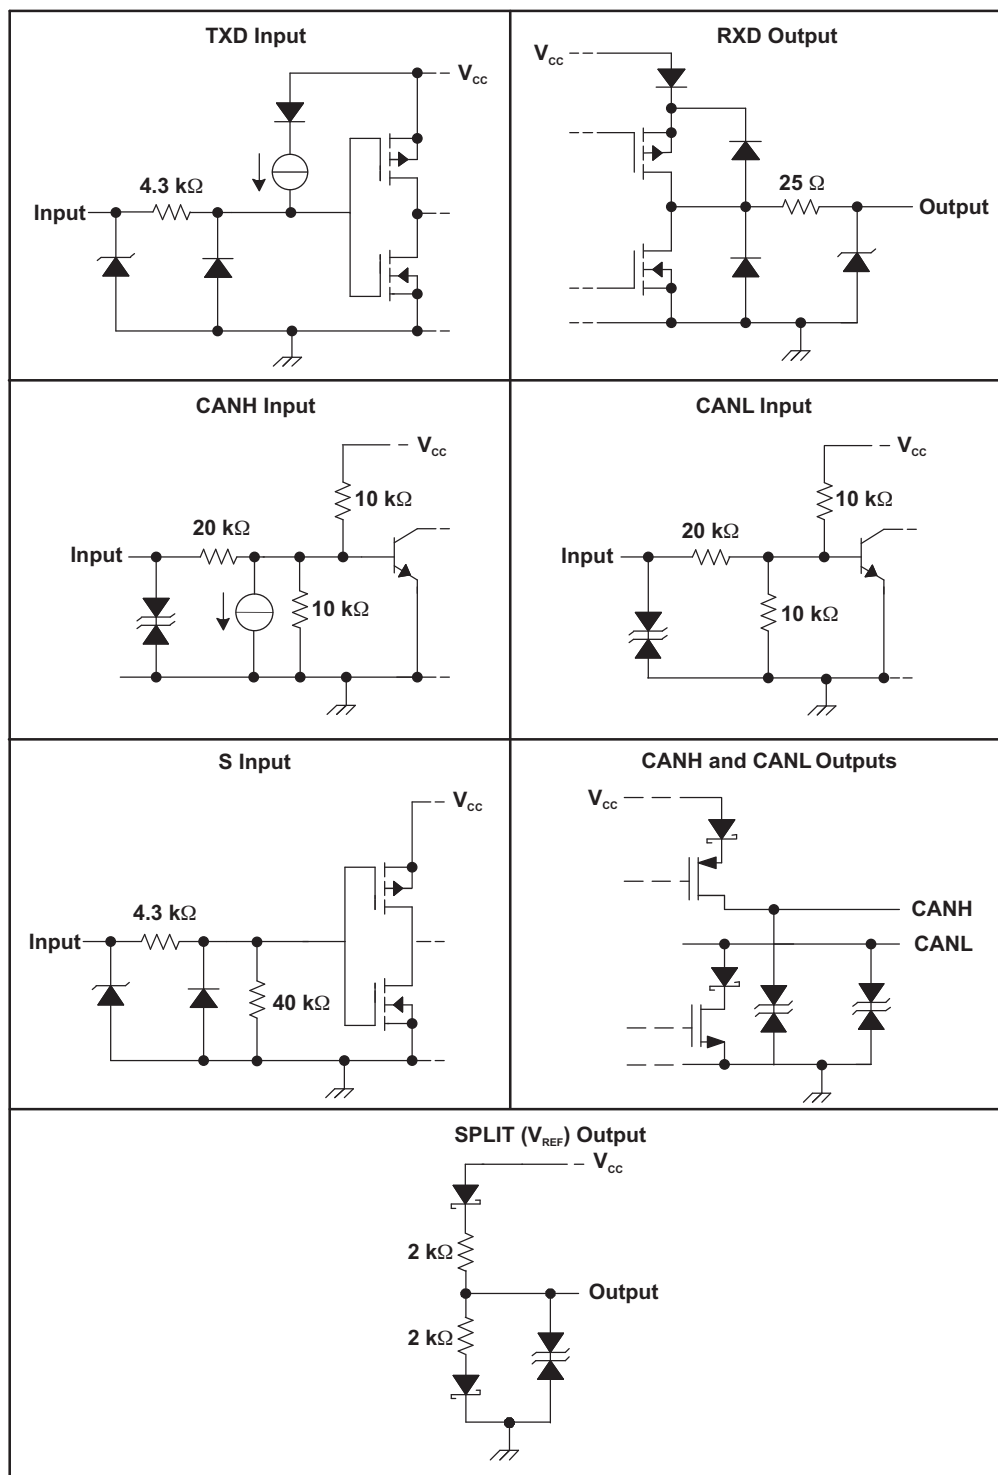 TXD Input
V_CC
4.3 kΩ
Input
RXD Output
V_CC
25 Ω
Output
CANH Input
V_CC
10 kΩ
20 kΩ
Input
10 kΩ
CANL Input
V_CC
10 kΩ
20 kΩ
Input
10 kΩ
S Input
V_CC
4.3 kΩ
Input
40 kΩ
CANH and CANL Outputs
V_CC
CANH
CANL
SPLIT (V_REF) Output
V_CC
2 kΩ
Output
2 kΩ